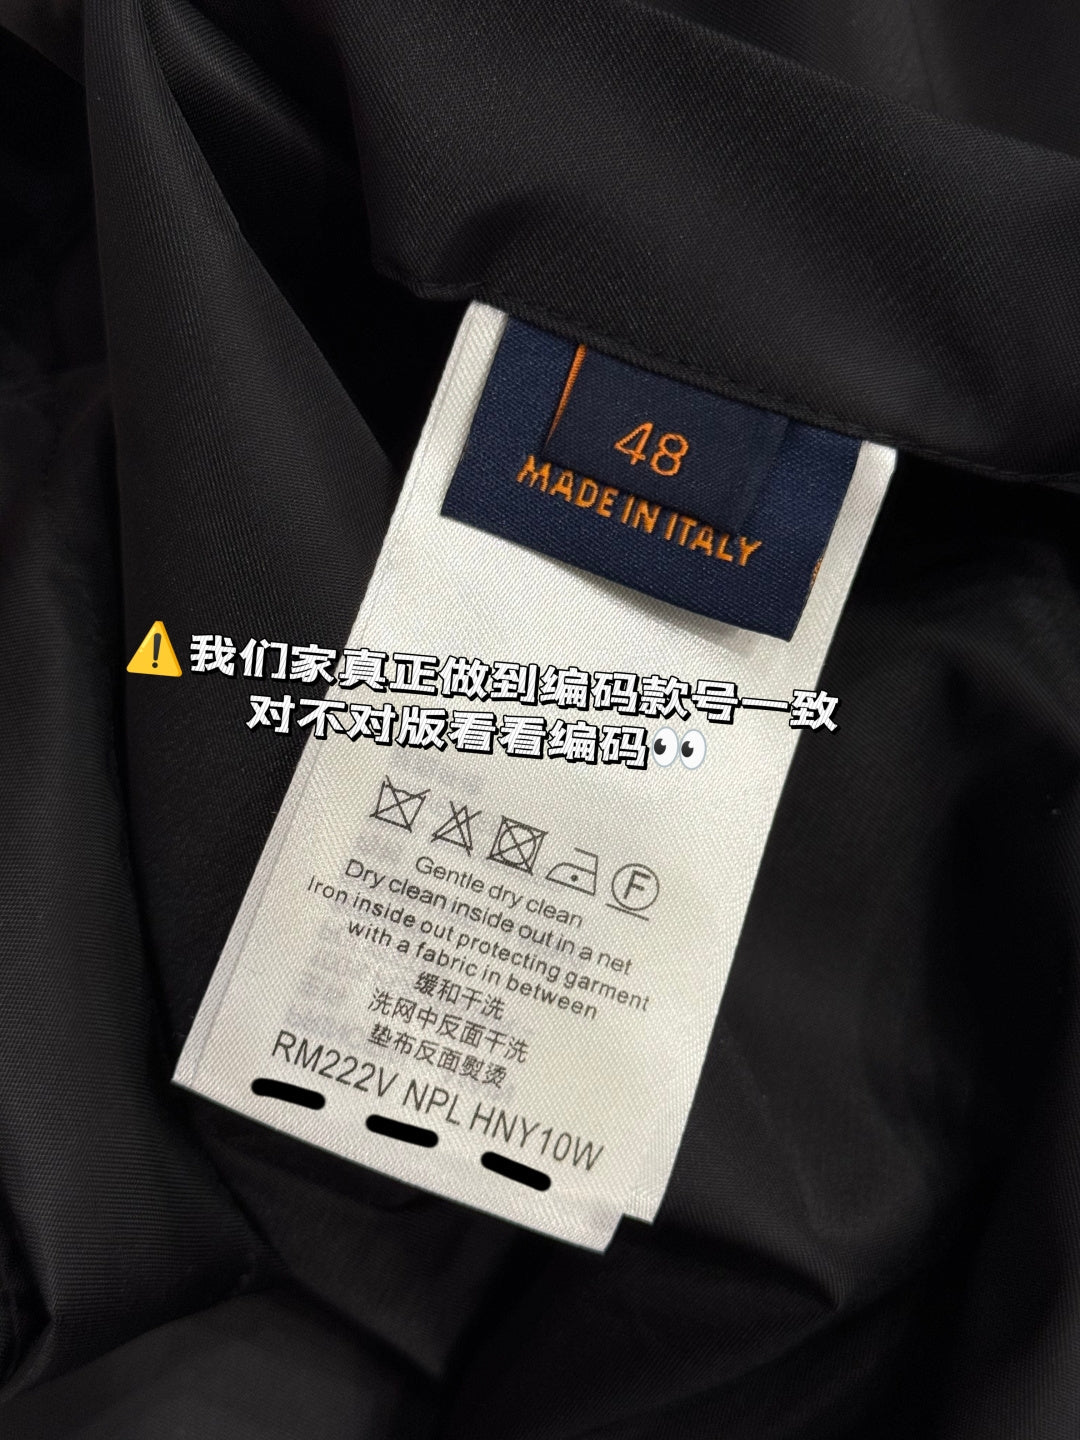 48
MADE IN ITALY
⚠️我们家真正做到编码款号一致
对不对版看看编码👀
F
Gentle dry clean
Dry clean inside out in a net
Iron inside out protecting garment
with a fabric in between
缓和干洗
洗网中反面干洗
垫布反面熨烫
RM222V NPL HNY10W